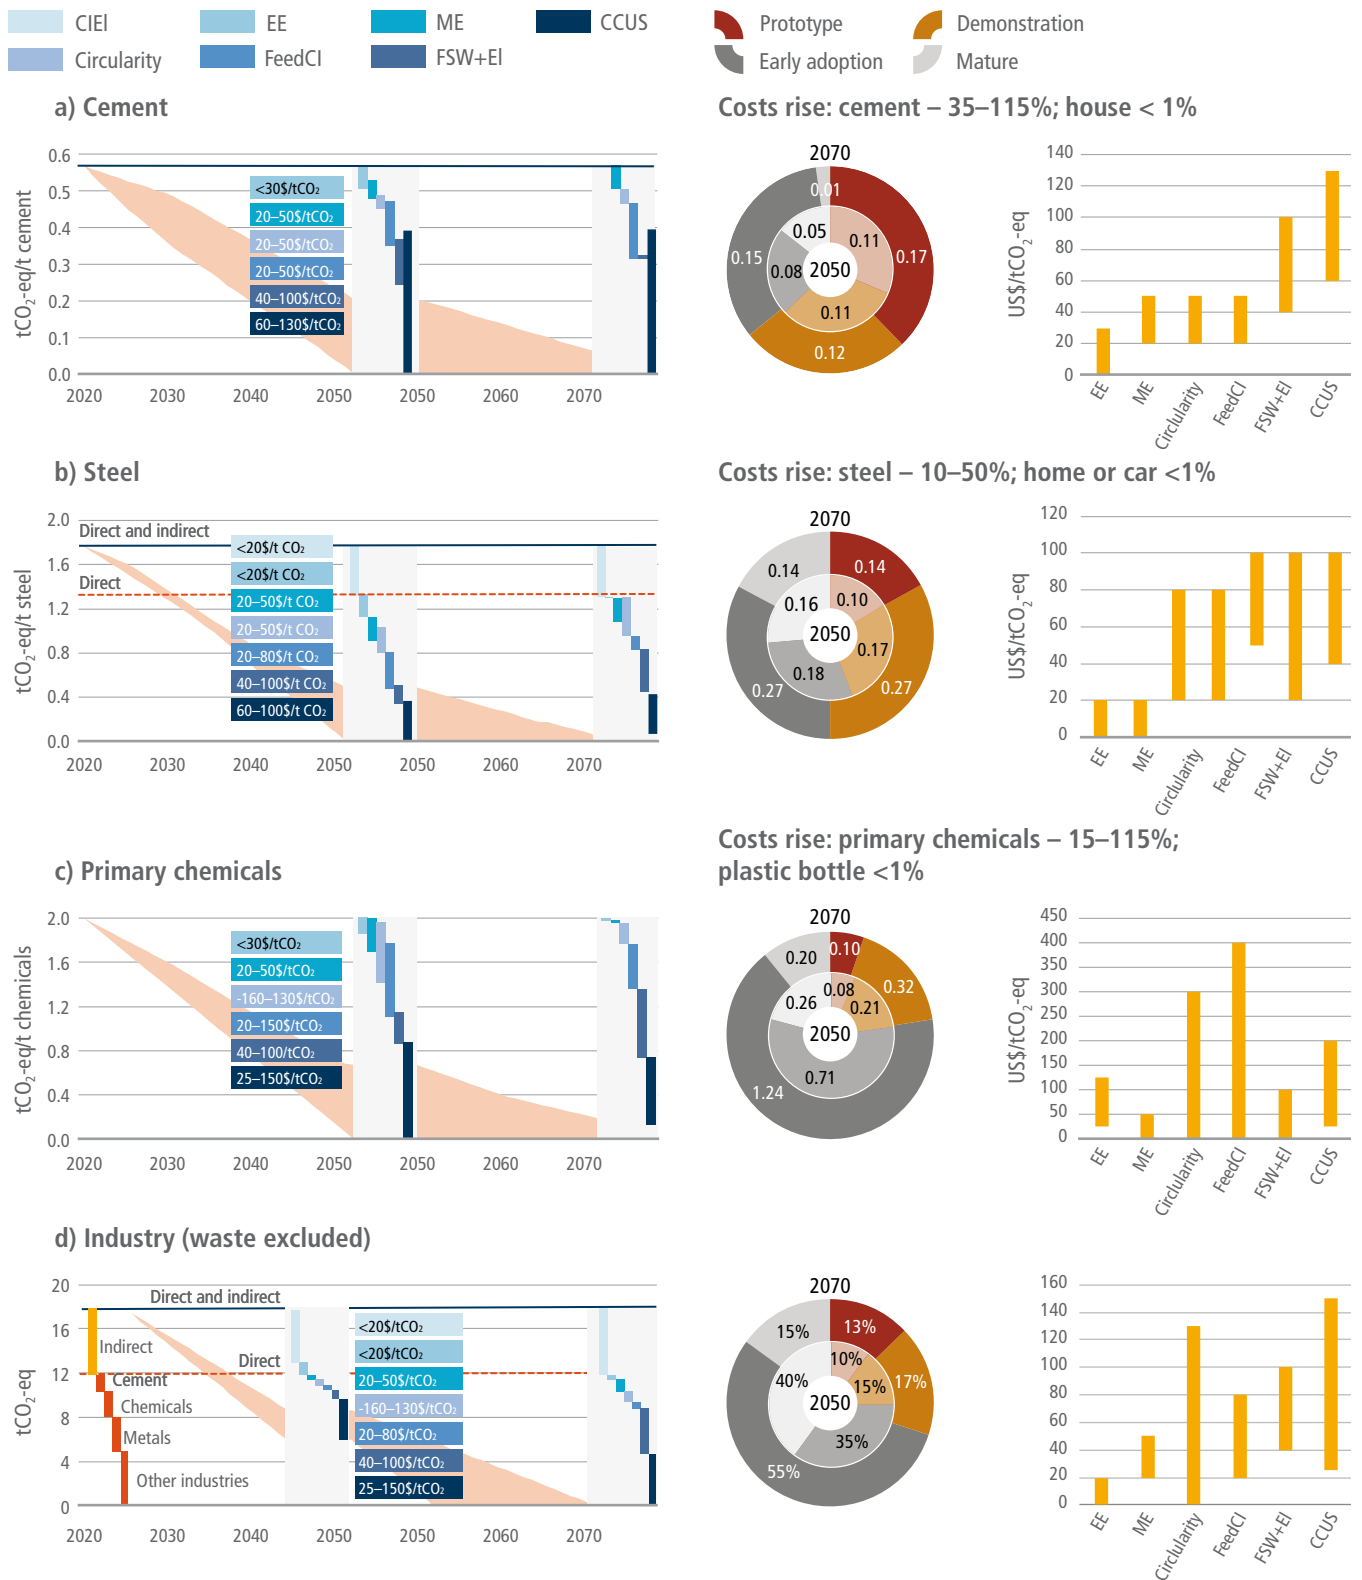 CIEl
EE
ME
CCUS
Circularity
FeedCI
FSW+El
Prototype
Demonstration
Early adoption
Mature
a) Cement
Costs rise: cement – 35–115%; house < 1%
tCO2-eq/t cement
0.6
0.5
0.4
0.3
0.2
0.1
0.0
<30$/tCO2
20–50$/tCO2
20–50$/tCO2
20–50$/tCO2
40–100$/tCO2
60–130$/tCO2
2020
2030
2040
2050
2050
2060
2070
2070
0.01
0.17
0.12
0.15
0.05
0.11
0.11
0.08
2050
US$/tCO2-eq
140
120
100
80
60
40
20
0
EE
ME
Circlularity
FeedCI
FSW+El
CCUS
b) Steel
Costs rise: steel – 10–50%; home or car <1%
tCO2-eq/t steel
2.0
1.6
1.2
0.8
0.4
0.0
Direct and indirect
Direct
<20$/t CO2
<20$/t CO2
20–50$/t CO2
20–50$/t CO2
20–80$/t CO2
40–100$/t CO2
60–100$/t CO2
2020
2030
2040
2050
2050
2060
2070
2070
0.14
0.14
0.27
0.27
0.16
0.10
0.17
0.18
2050
US$/tCO2-eq
120
100
80
60
40
20
0
EE
ME
Circlularity
FeedCI
FSW+El
CCUS
c) Primary chemicals
Costs rise: primary chemicals – 15–115%;
plastic bottle <1%
tCO2-eq/t chemicals
2.0
1.6
1.2
0.8
0.4
0.0
<30$/tCO2
20–50$/tCO2
-160–130$/tCO2
20–150$/tCO2
40–100/tCO2
25–150$/tCO2
2020
2030
2040
2050
2050
2060
2070
2070
0.20
0.10
0.32
1.24
0.26
0.08
0.21
0.71
2050
US$/tCO2-eq
450
400
350
300
250
200
150
100
50
0
EE
ME
Circlularity
FeedCI
FSW+El
CCUS
d) Industry (waste excluded)
tCO2-eq
20
16
12
8
4
0
Direct and indirect
Indirect
Direct
Cement
Chemicals
Metals
Other industries
<20$/tCO2
<20$/tCO2
20–50$/tCO2
-160–130$/tCO2
20–80$/tCO2
40–100$/tCO2
25–150$/tCO2
2020
2030
2040
2050
2050
2060
2070
2070
15%
13%
17%
55%
40%
10%
15%
35%
2050
160
140
120
100
80
60
40
20
0
EE
ME
Circlularity
FeedCI
FSW+El
CCUS